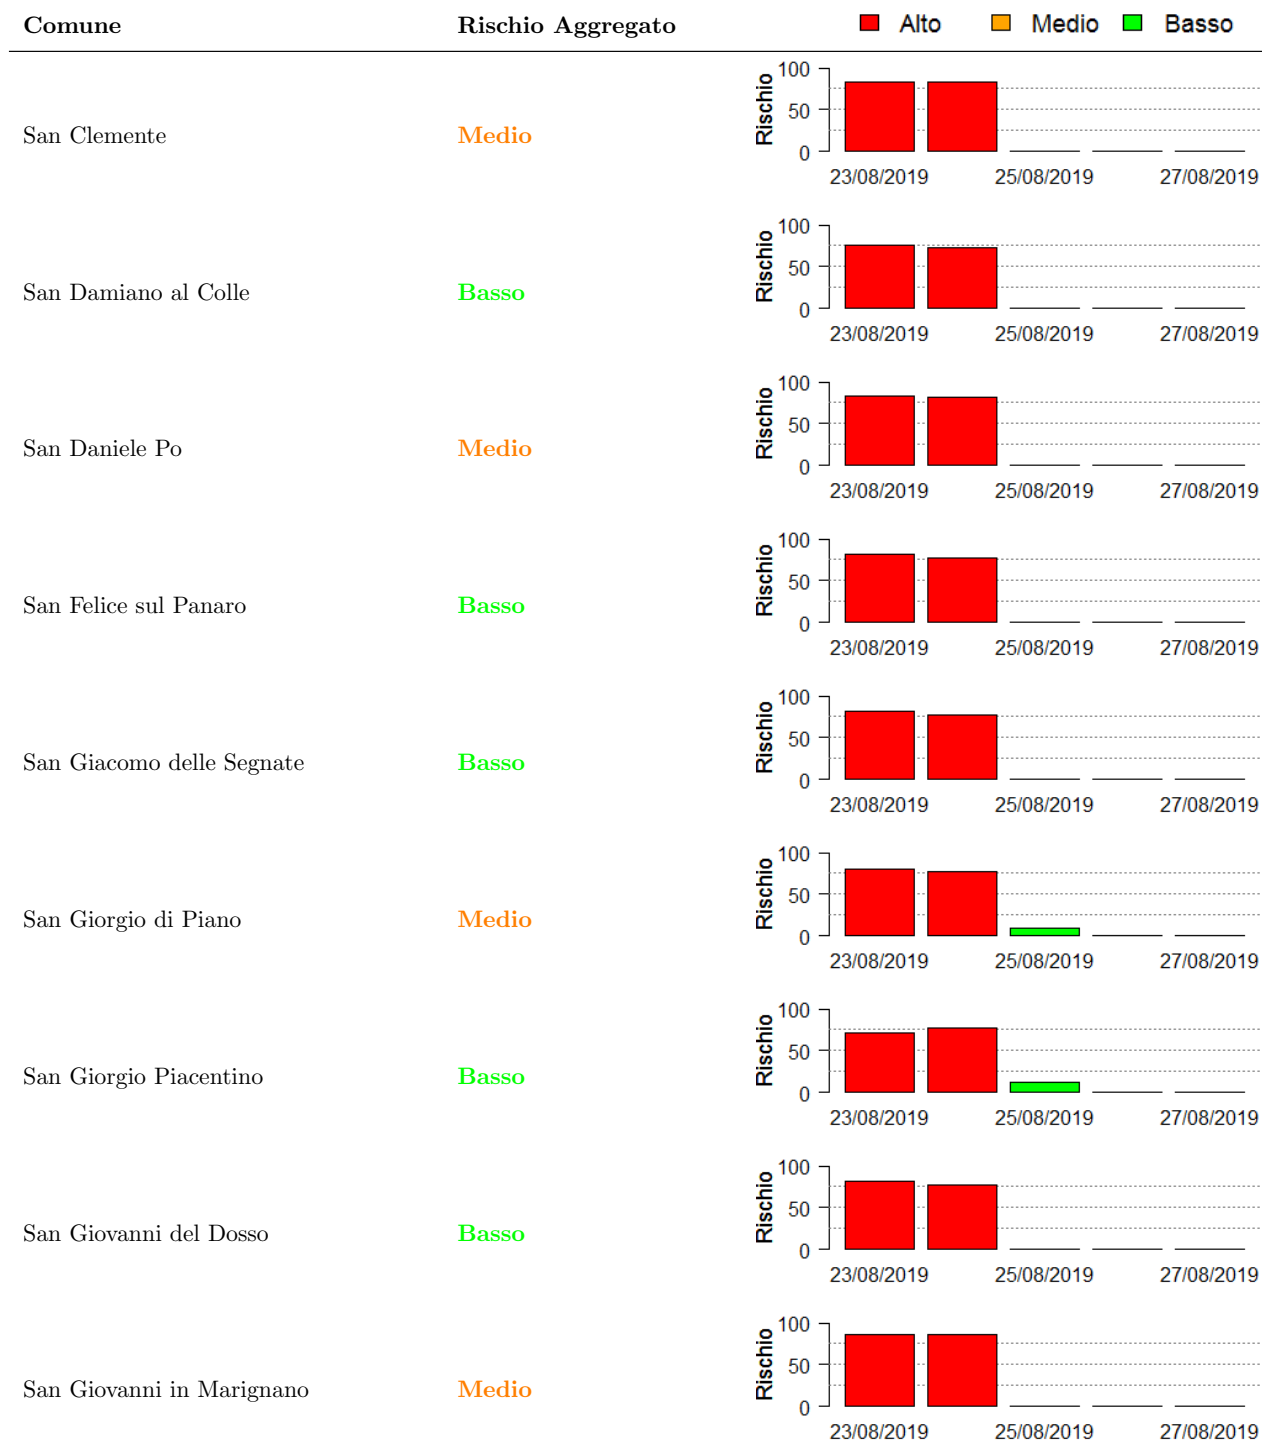 Comune Rischio Aggregato Alto Medio Basso
San Clemente Medio Rischio 100 50 0
23/08/2019 25/08/2019 27/08/2019
San Damiano al Colle Basso Rischio 100 50 0
23/08/2019 25/08/2019 27/08/2019
San Daniele Po Medio Rischio 100 50 0
23/08/2019 25/08/2019 27/08/2019
San Felice sul Panaro Basso Rischio 100 50 0
23/08/2019 25/08/2019 27/08/2019
San Giacomo delle Segnate Basso Rischio 100 50 0
23/08/2019 25/08/2019 27/08/2019
San Giorgio di Piano Medio Rischio 100 50 0
23/08/2019 25/08/2019 27/08/2019
San Giorgio Piacentino Basso Rischio 100 50 0
23/08/2019 25/08/2019 27/08/2019
San Giovanni del Dosso Basso Rischio 100 50 0
23/08/2019 25/08/2019 27/08/2019
San Giovanni in Marignano Medio Rischio 100 50 0
23/08/2019 25/08/2019 27/08/2019